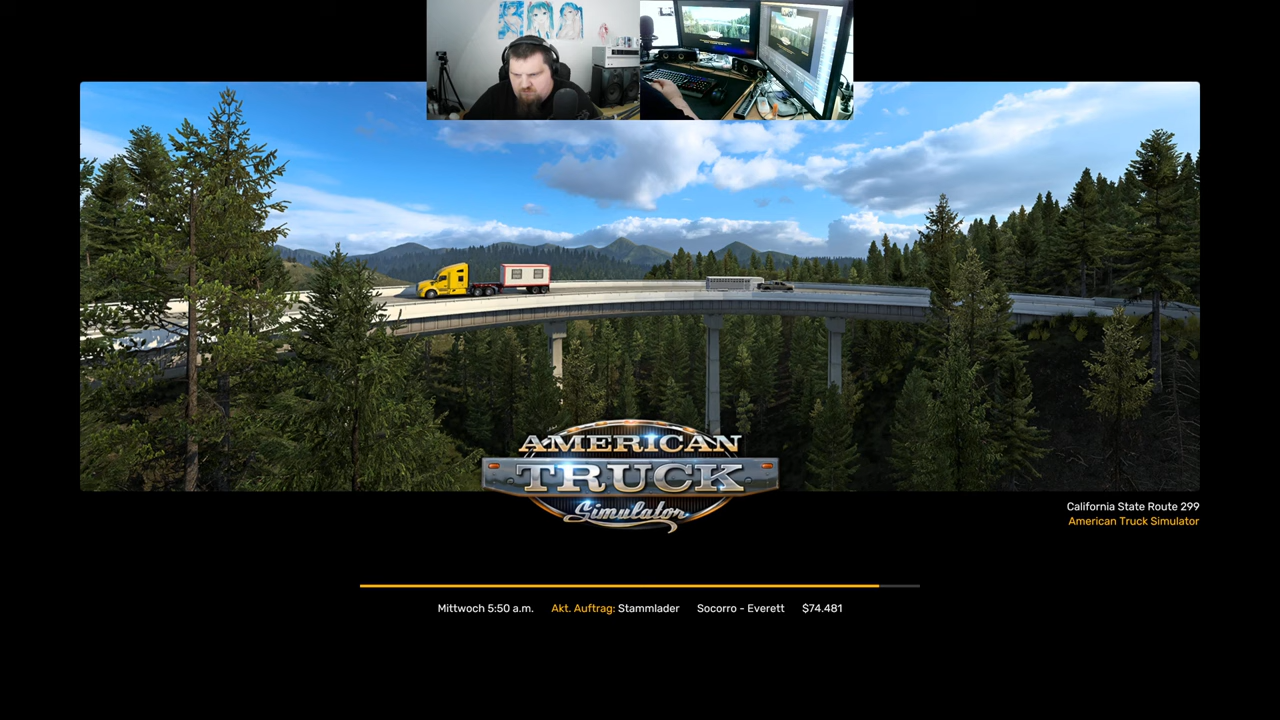 AMERICAN
TRUCK
Simulator
California State Route 299
American Truck Simulator
Mittwoch 5:50 a.m. Akt. Auftrag: Stammlader Socorro - Everett $74.481